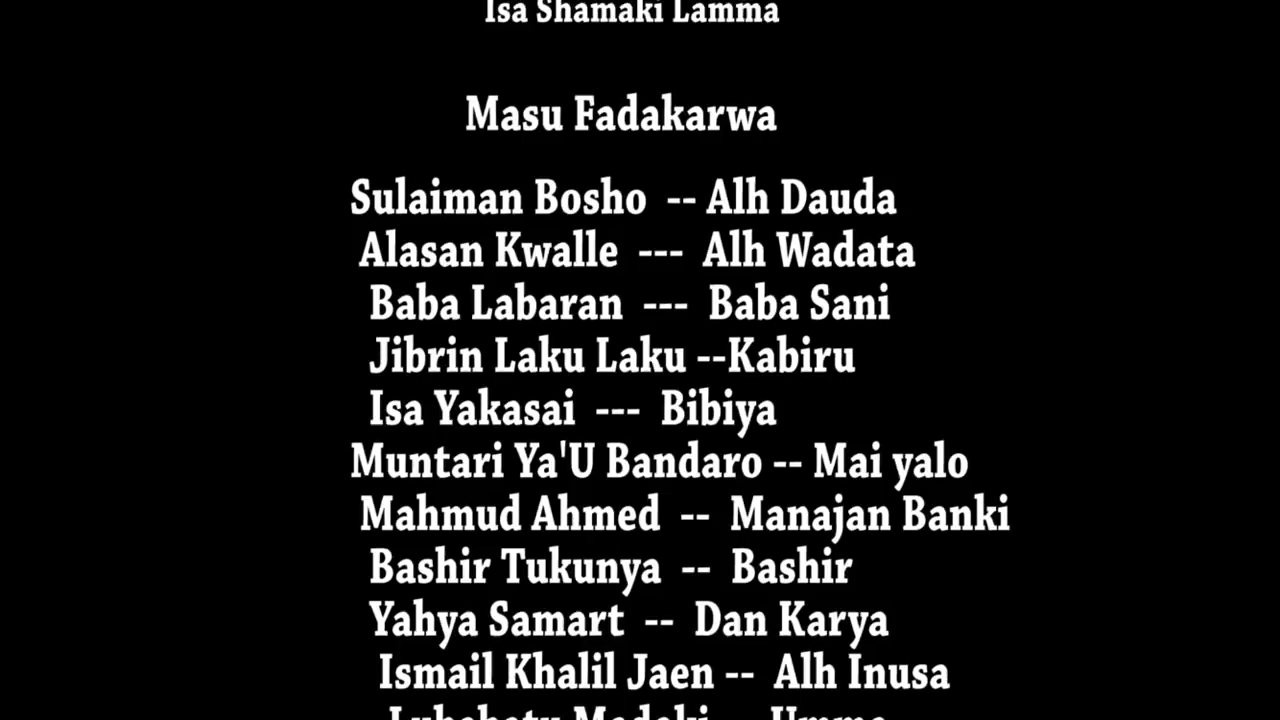 Isa Shamaki Lamma
Masu Fadakarwa
Sulaiman Bosho -- Alh Dauda
Alasan Kwalle --- Alh Wadata
Baba Labaran --- Baba Sani
Jibrin Laku Laku --Kabiru
Isa Yakasai --- Bibiya
Muntari Ya'U Bandaro -- Mai yalo
Mahmud Ahmed -- Manajan Banki
Bashir Tukunya -- Bashir
Yahya Samart -- Dan Karya
Ismail Khalil Jaen -- Alh Inusa